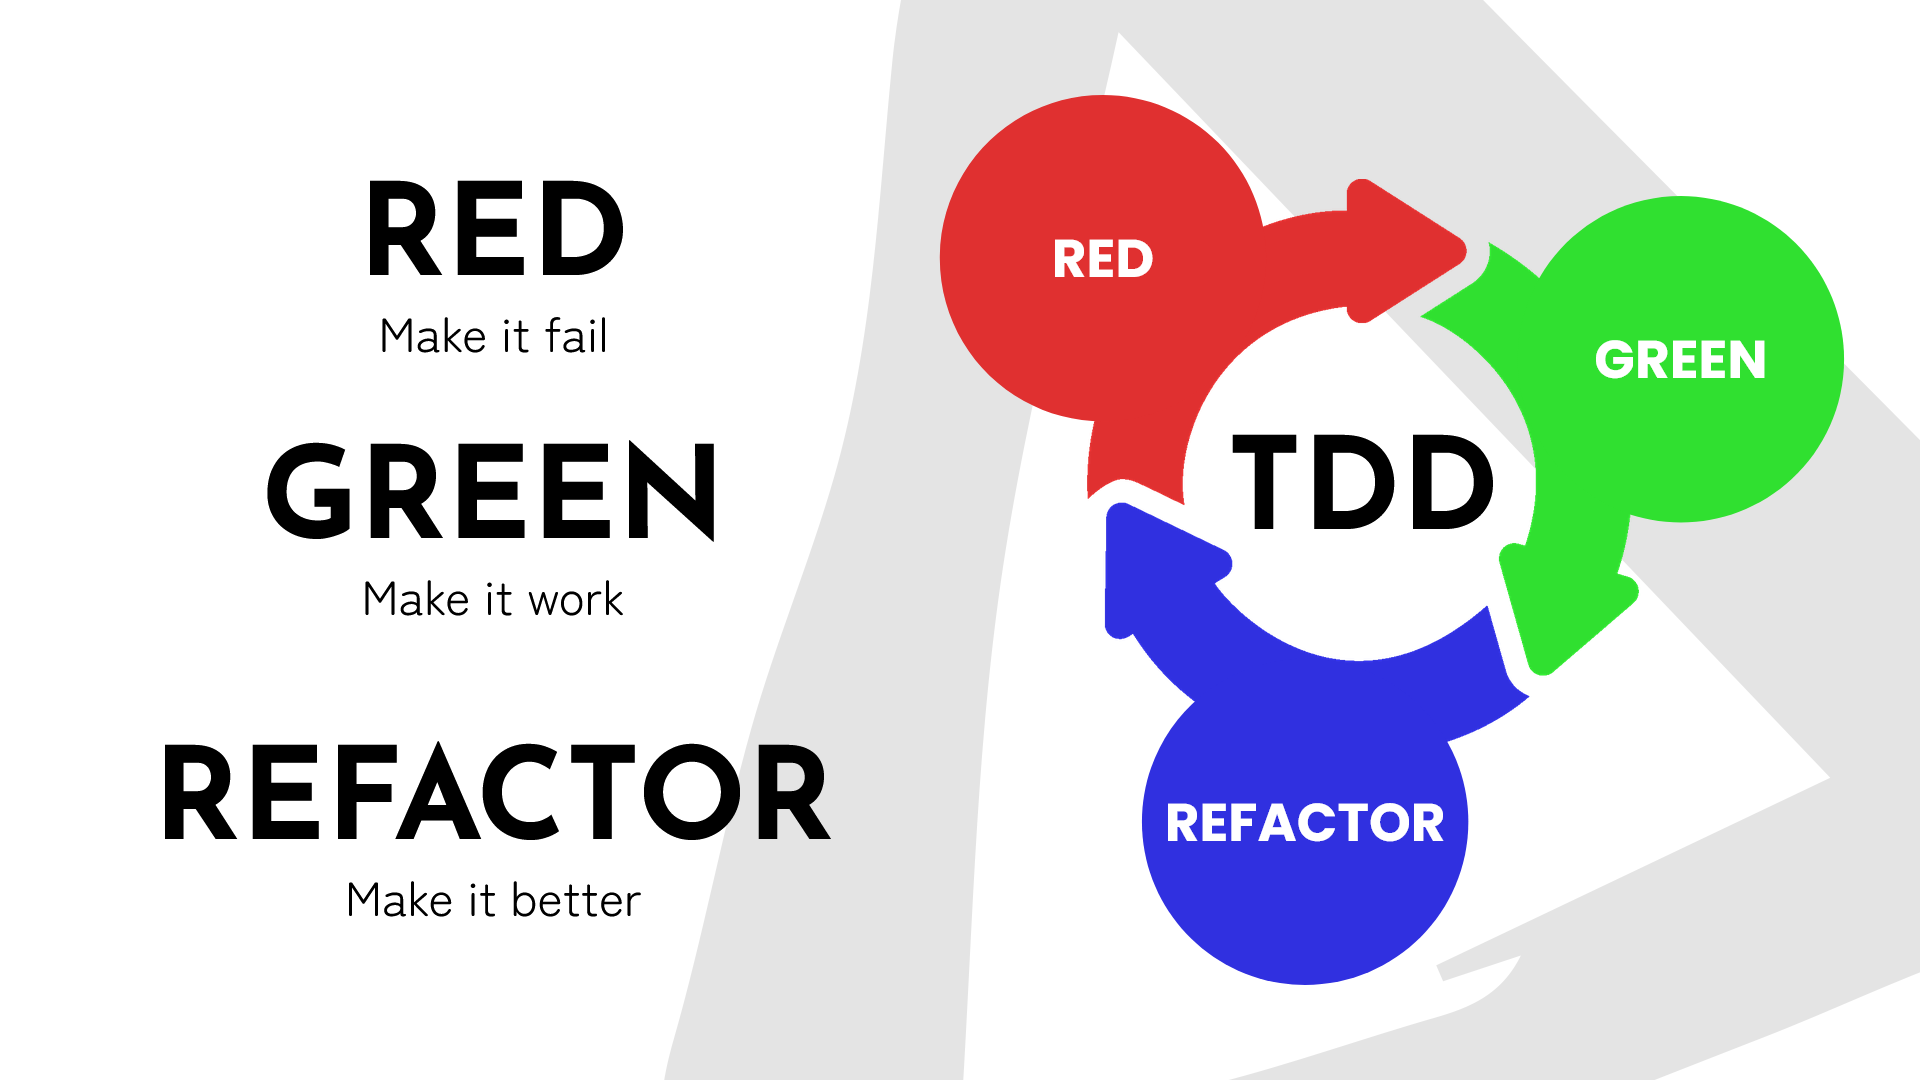 RED
Make it fail
GREEN
Make it work
REFACTOR
Make it better
RED
GREEN
TDD
REFACTOR